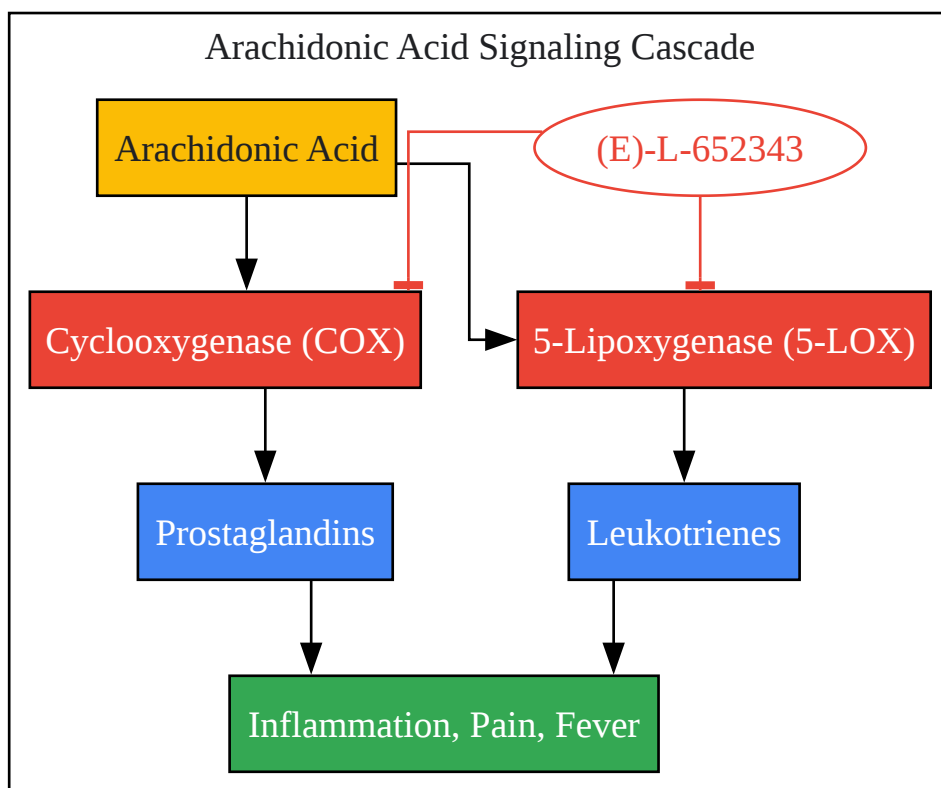 Arachidonic Acid Signaling Cascade
Arachidonic Acid
(E)-L-652343
Cyclooxygenase (COX)
5-Lipoxygenase (5-LOX)
Prostaglandins
Leukotrienes
Inflammation, Pain, Fever